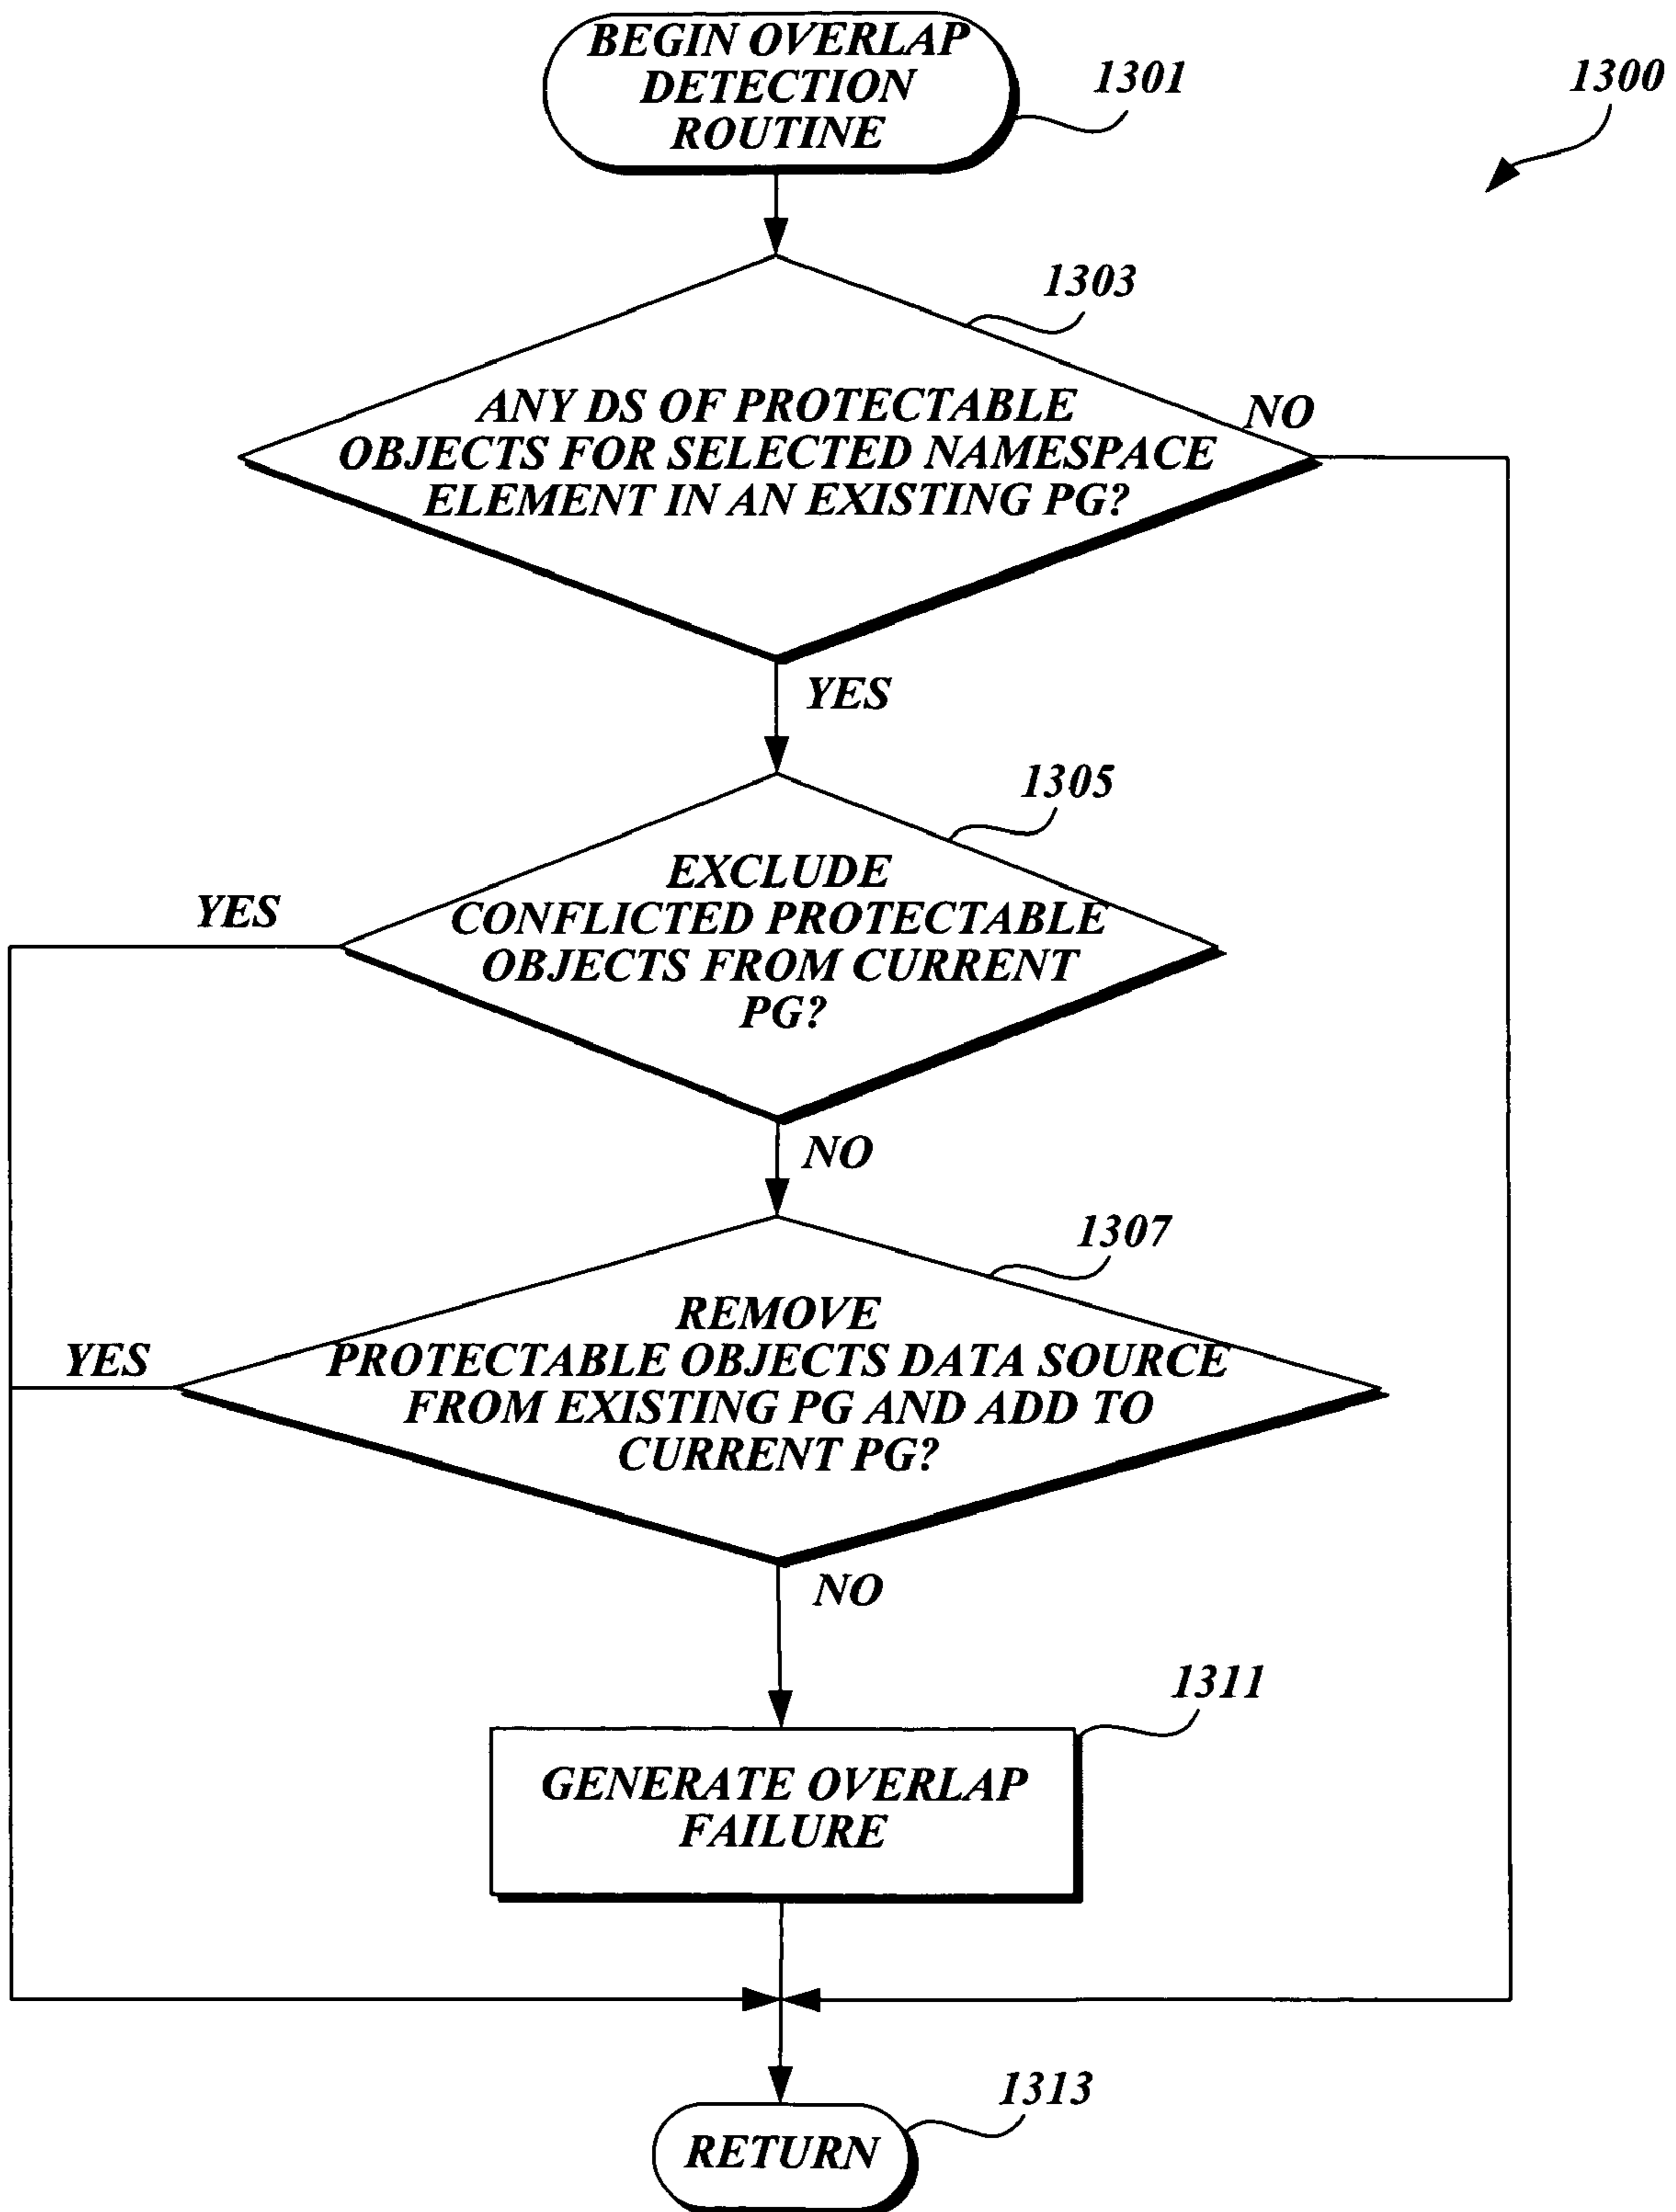 BEGIN OVERLAP
DETECTION
ROUTINE
1301
1300
1303
ANY DS OF PROTECTABLE
OBJECTS FOR SELECTED NAMESPACE
ELEMENT IN AN EXISTING PG?
NO
YES
1305
EXCLUDE
CONFLICTED PROTECTABLE
OBJECTS FROM CURRENT
PG?
YES
NO
1307
REMOVE
PROTECTABLE OBJECTS DATA SOURCE
FROM EXISTING PG AND ADD TO
CURRENT PG?
YES
NO
1311
GENERATE OVERLAP
FAILURE
1313
RETURN